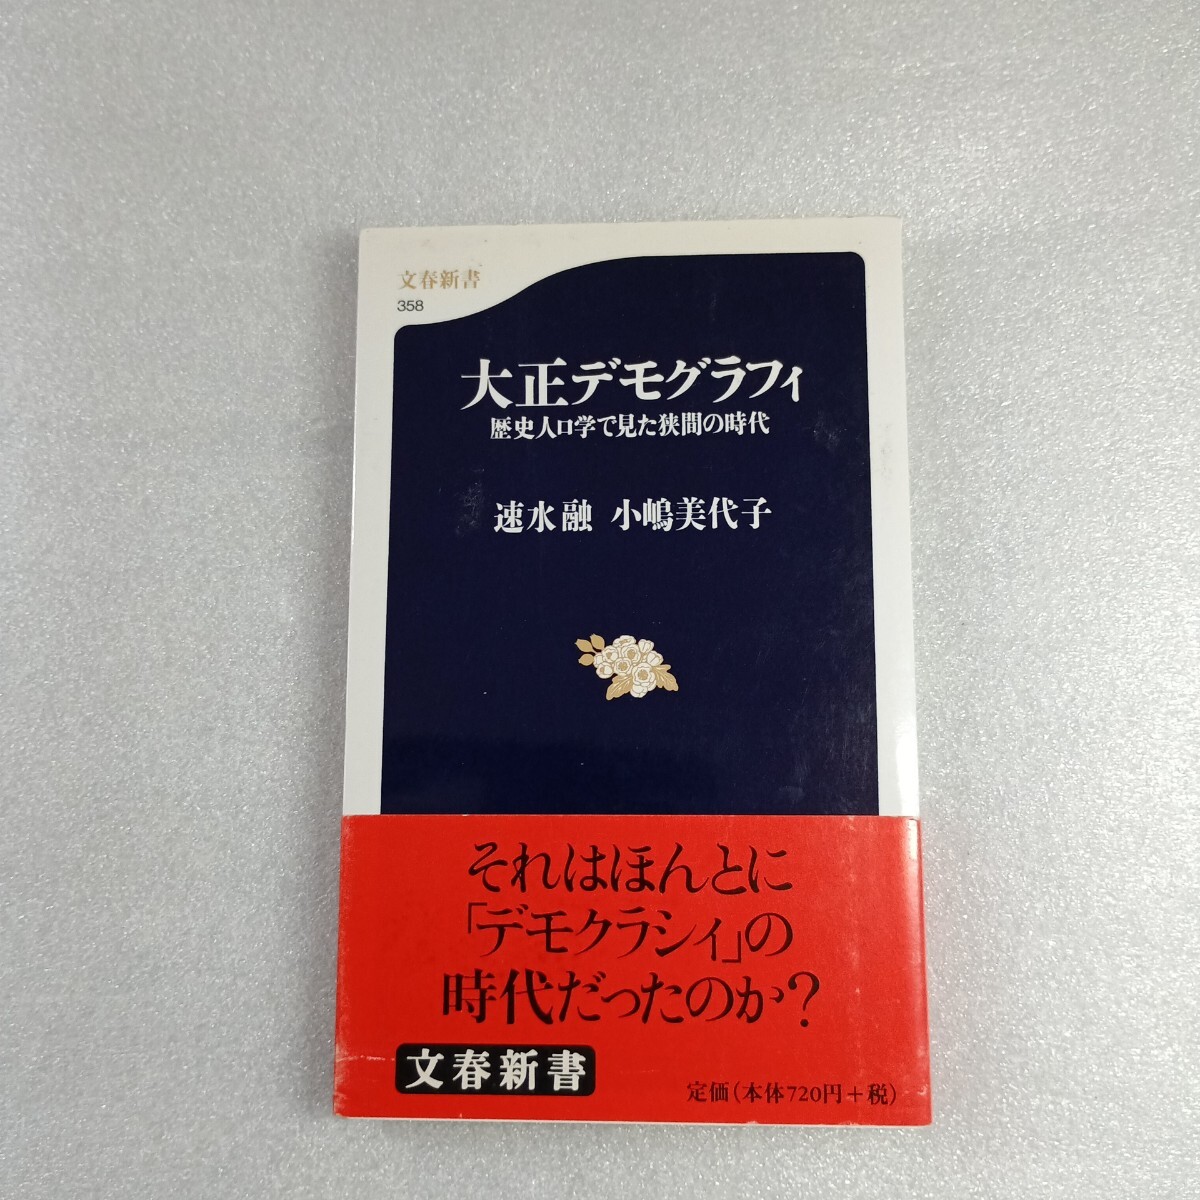 文春新書
358
大正デモグラフィ
歴史人口学で見た狭間の時代
速水融 小嶋美代子
それはほんとに
「デモクラシィ」の
時代だったのか?
文春新書
定価(本体720円+税)